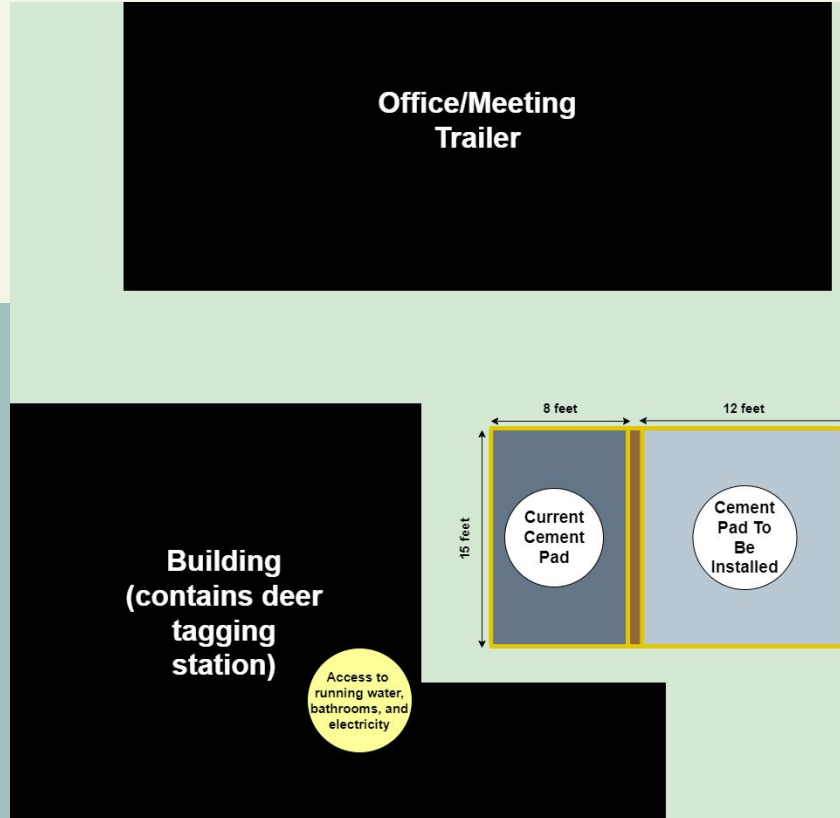 Office/Meeting
Trailer
8 feet
12 feet
15 feet
Current
Cement
Pad
Cement
Pad To
Be
Installed
Building
(contains deer
tagging
station)
Access to
running water,
bathrooms, and
electricity